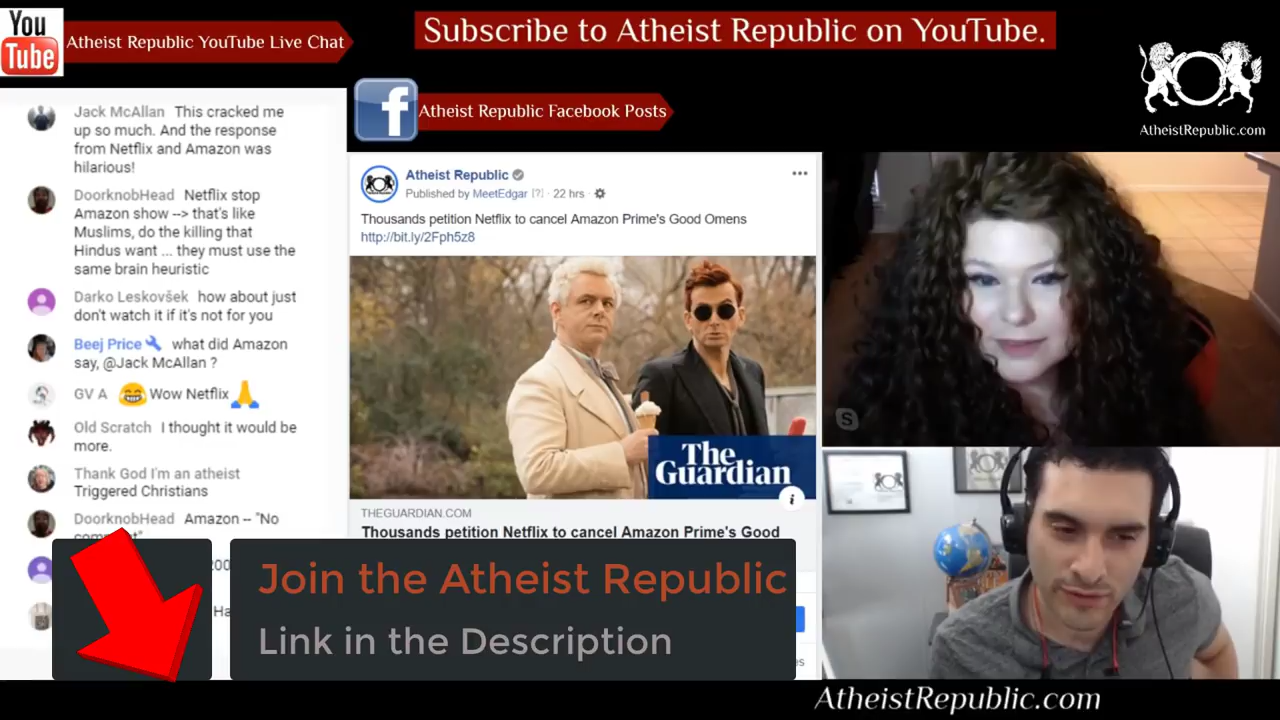 You
Tube
Atheist Republic YouTube Live Chat
Subscribe to Atheist Republic on YouTube.
AtheistRepublic.com
Atheist Republic Facebook Posts
Jack McAllan This cracked me
up so much. And the response
from Netflix and Amazon was
hilarious!
DoorknobHead Netflix stop
Amazon show --> that's like
Muslims, do the killing that
Hindus want ... they must use the
same brain heuristic
Darko Leskovšek how about just
don't watch it if it's not for you
Beej Price what did Amazon
say, @Jack McAllan ?
GV A 😂 Wow Netflix 🙏
Old Scratch I thought it would be
more.
Thank God I'm an atheist
Triggered Christians
DoorknobHead Amazon -- "No
Atheist Republic
Published by MeetEdgar [?] · 22 hrs ·
Thousands petition Netflix to cancel Amazon Prime's Good Omens
http://bit.ly/2Fph5z8
The
Guardian
THEGUARDIAN.COM
Thousands petition Netflix to cancel Amazon Prime's Good
Join the Atheist Republic
Link in the Description
AtheistRepublic.com